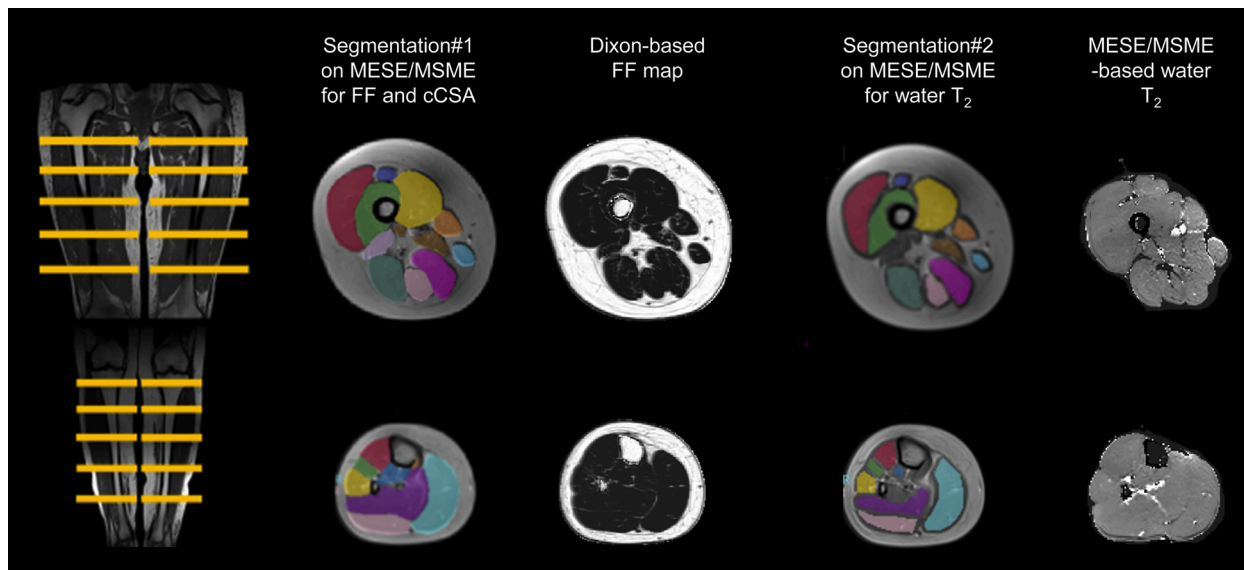 Segmentation#1
on MESE/MSME
for FF and cCSA
Dixon-based
FF map
Segmentation#2
on MESE/MSME
for water T₂
MESE/MSME
-based water
T₂
R